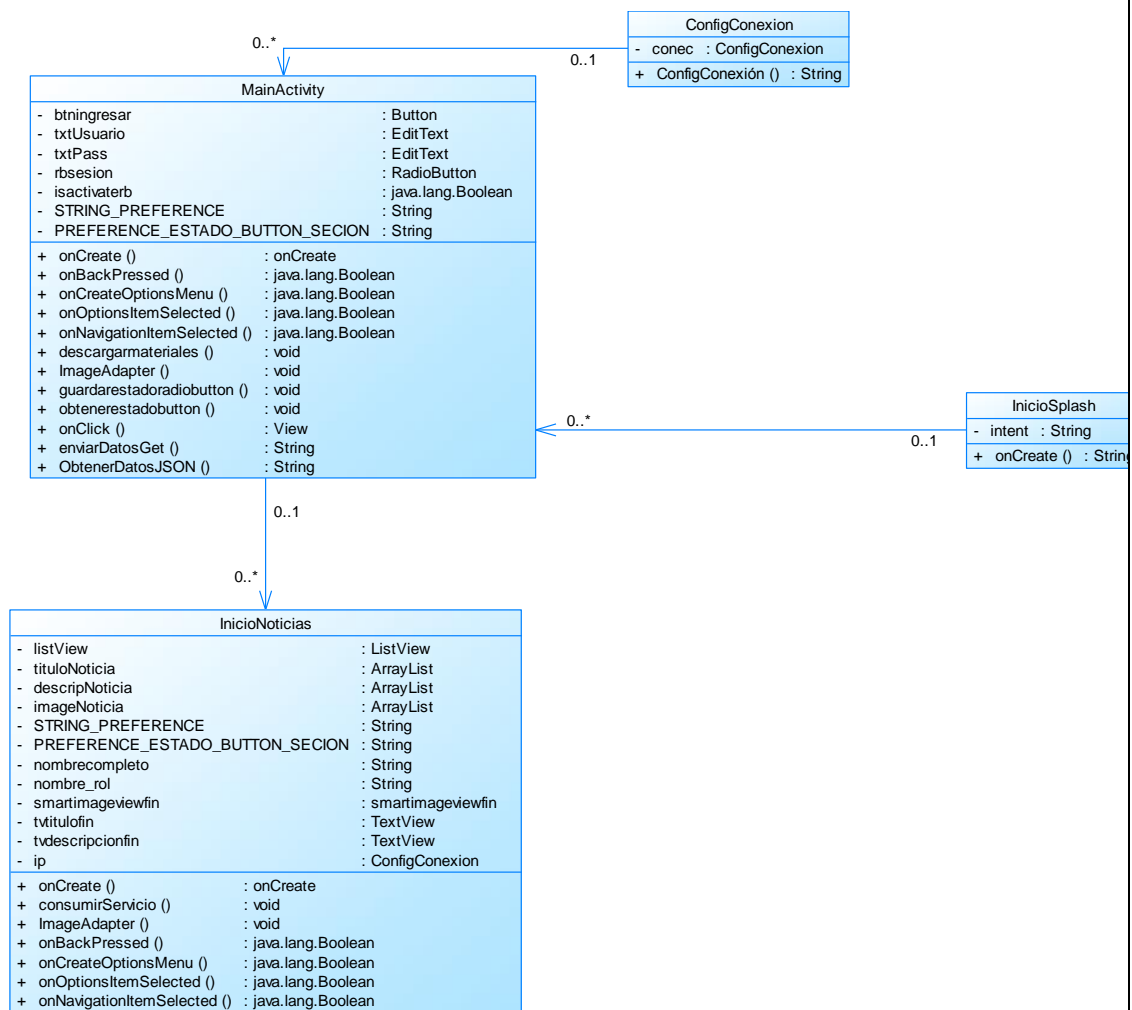 ConfigConexion
- conec : ConfigConexion
+ ConfigConexión () : String
0..*
0..1
MainActivity
- btningresar : Button
- txtUsuario : EditText
- txtPass : EditText
- rbsesion : RadioButton
- isactivaterb : java.lang.Boolean
- STRING_PREFERENCE : String
- PREFERENCE_ESTADO_BUTTON_SECION : String
+ onCreate () : onCreate
+ onBackPressed () : java.lang.Boolean
+ onCreateOptionsMenu () : java.lang.Boolean
+ onOptionsItemSelected () : java.lang.Boolean
+ onNavigationItemSelected () : java.lang.Boolean
+ descargarmateriales () : void
+ ImageAdapter () : void
+ guardarestadoradiobutton () : void
+ obtenerestadobutton () : void
+ onClick () : View
+ enviarDatosGet () : String
+ ObtenerDatosJSON () : String
0..*
0..1
InicioSplash
- intent : String
+ onCreate () : String
0..1
0..*
InicioNoticias
- listView : ListView
- tituloNoticia : ArrayList
- descripNoticia : ArrayList
- imageNoticia : ArrayList
- STRING_PREFERENCE : String
- PREFERENCE_ESTADO_BUTTON_SECION : String
- nombrecompleto : String
- nombre_rol : String
- smartimageviewfin : smartimageviewfin
- tvtitulofin : TextView
- tvdescripcionfin : TextView
- ip : ConfigConexion
+ onCreate () : onCreate
+ consumirServicio () : void
+ ImageAdapter () : void
+ onBackPressed () : java.lang.Boolean
+ onCreateOptionsMenu () : java.lang.Boolean
+ onOptionsItemSelected () : java.lang.Boolean
+ onNavigationItemSelected () : java.lang.Boolean